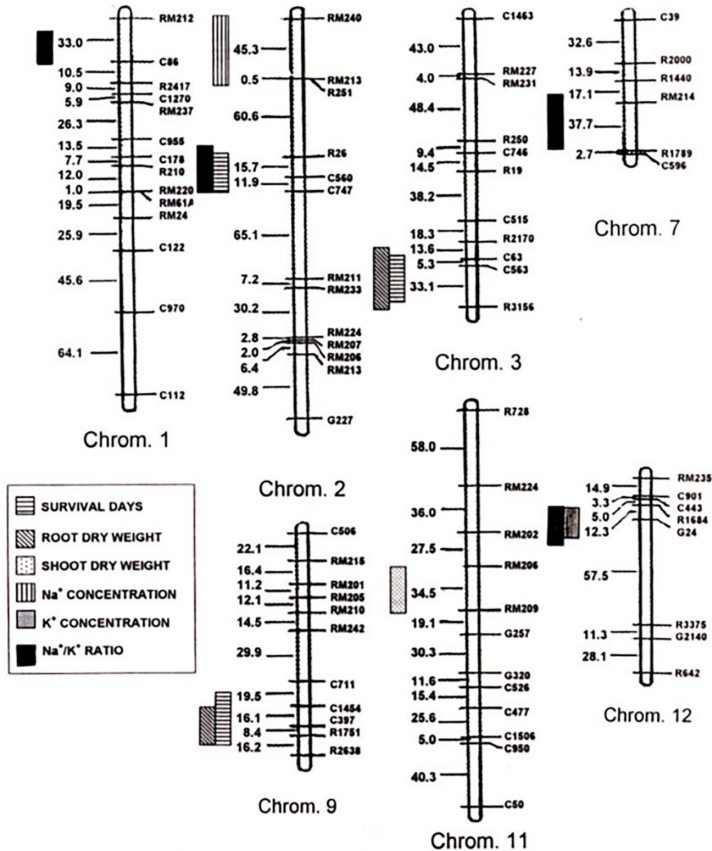 RM212
33.0
C86
10.5
R2417
9.0
C1270
5.9
RM237
26.3
C955
13.5
C178
7.7
R210
12.0
RM220
1.0
RM61A
19.5
RM24
25.9
C122
45.6
C970
64.1
C112
Chrom. 1
RM240
45.3
RM213
0.5
R251
60.6
R26
15.7
C560
11.9
C747
65.1
RM211
7.2
RM233
30.2
RM224
2.8
RM207
2.0
RM206
6.4
RM213
49.8
G227
Chrom. 2
C1463
43.0
RM227
4.0
RM231
48.4
R250
9.4
C746
14.5
R19
38.2
C515
18.3
R2170
13.6
C63
5.3
C563
33.1
R3156
Chrom. 3
C39
32.6
R2000
13.9
R1440
17.1
RM214
37.7
R1789
2.7
C596
Chrom. 7
SURVIVAL DAYS
ROOT DRY WEIGHT
SHOOT DRY WEIGHT
Na⁺ CONCENTRATION
K⁺ CONCENTRATION
Na⁺/K⁺ RATIO
C506
22.1
RM215
16.4
RM201
11.2
RM205
12.1
RM210
14.5
RM242
29.9
C711
19.5
C1454
16.1
C397
8.4
R1751
16.2
R2638
Chrom. 9
R728
58.0
RM224
36.0
RM202
27.5
RM206
34.5
RM209
19.1
G257
30.3
G320
11.6
C526
15.4
C477
25.6
C1506
5.0
C950
40.3
C50
Chrom. 11
RM235
14.9
C901
3.3
C443
5.0
R1684
12.3
G24
57.5
R3375
11.3
G2140
28.1
R642
Chrom. 12